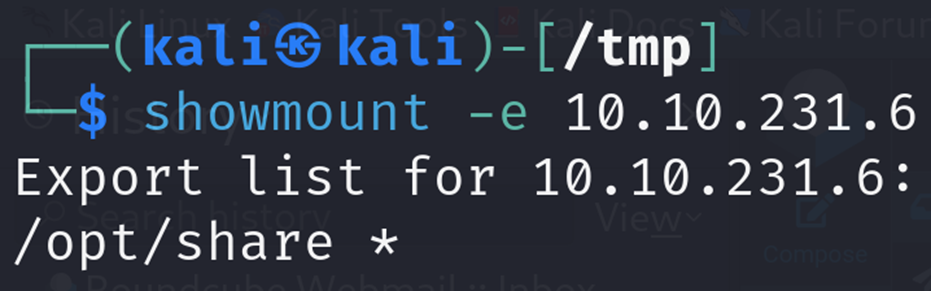 Kali Linux Kali Tools Kali Docs Kali Forum
┌──(kali㉿kali)-[/tmp]
└─$ showmount -e 10.10.231.6
History
Export list for 10.10.231.6:
Search history View
/opt/share *
Compose
Roundcube Webmail :: Inbox